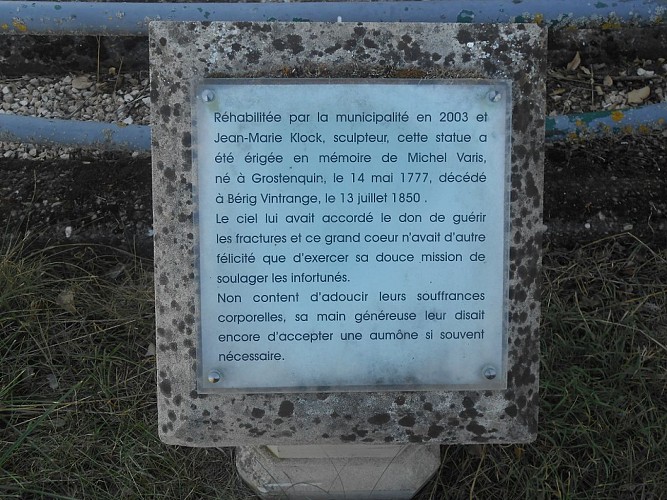 Réhabilitée par la municipalité en 2003 et
Jean-Marie Klock, sculpteur, cette statue a
été érigée en mémoire de Michel Varis,
né à Grostenquin, le 14 mai 1777, décédé
à Bérig Vintrange, le 13 juillet 1850 .
Le ciel lui avait accordé le don de guérir
les fractures et ce grand coeur n'avait d'autre
félicité que d'exercer sa douce mission de
soulager les infortunés.
Non content d'adoucir leurs souffrances
corporelles, sa main généreuse leur disait
encore d'accepter une aumône si souvent
nécessaire.